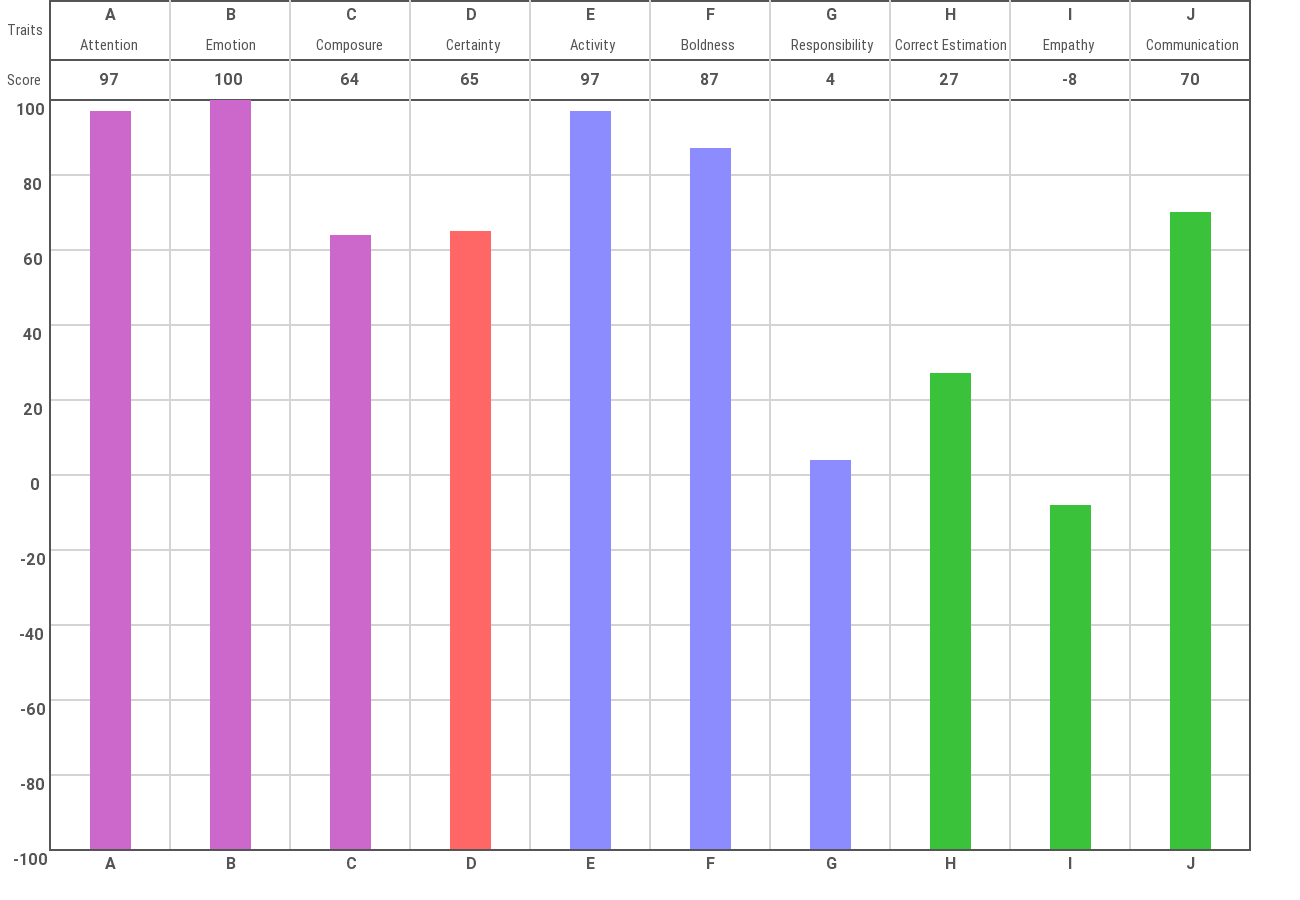 A B C D E F G H I J
Traits
Attention Emotion Composure Certainty Activity Boldness Responsibility Correct Estimation Empathy Communication
Score 97 100 64 65 97 87 4 27 -8 70
100
80
60
40
20
0
-20
-40
-60
-80
-100
A B C D E F G H I J